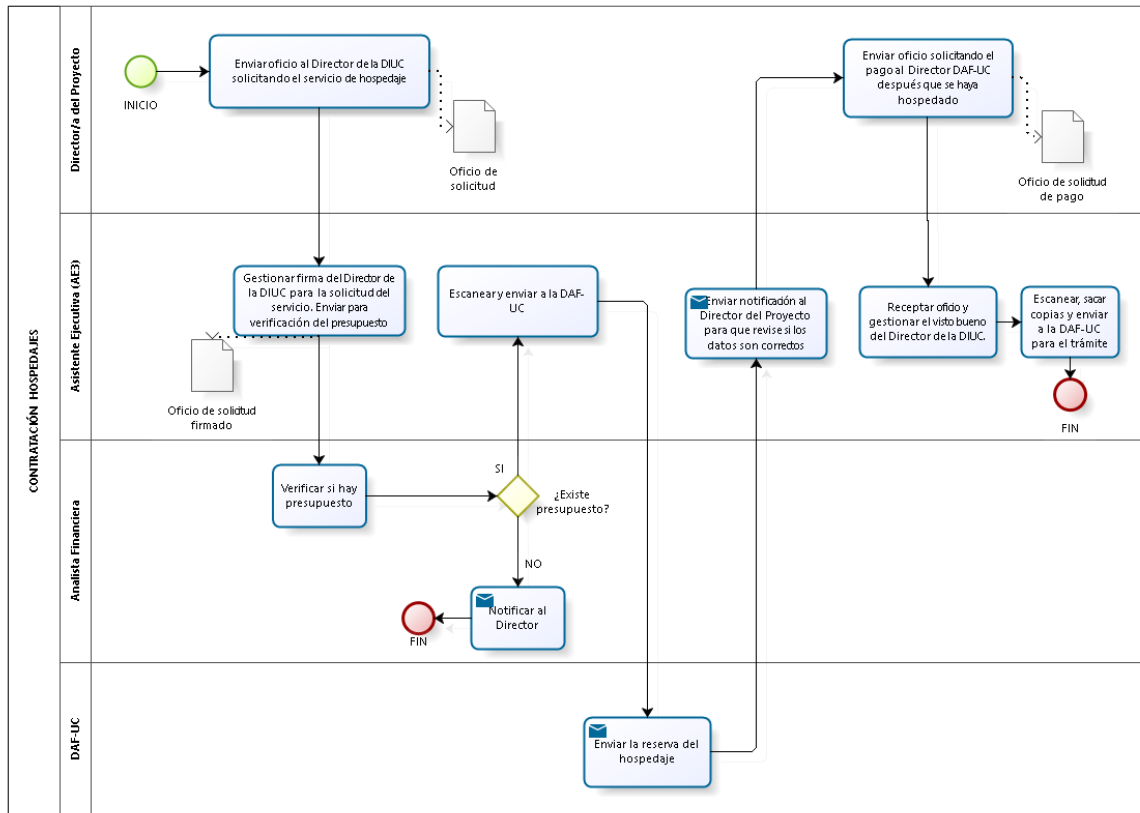 CONTRATACIÓN HOSPEDAJES
Director/a del Proyecto
INICIO
Enviar oficio al Director de la DIUC
solicitando el servicio de hospedaje
Oficio de
solicitud
Enviar oficio solicitando el
pago al Director DAF-UC
después que se haya
hospedado
Oficio de solicitud
de pago
Asistente Ejecutiva (AE3)
Gestionar firma del Director de
la DIUC para la solicitud del
servicio. Enviar para
verificación del presupuesto
Oficio de solicitud
firmado
Escanear y enviar a la DAF-
UC
Enviar notificación al
Director del Proyecto
para que revise si los
datos son correctos
Receptar oficio y
gestionar el visto bueno
del Director de la DIUC.
Escanear, sacar
copias y enviar
a la DAF-UC
para el trámite
FIN
Analista Financiera
Verificar si hay
presupuesto
SI
¿Existe
presupuesto?
NO
Notificar al
Director
FIN
DAF-UC
Enviar la reserva del
hospedaje